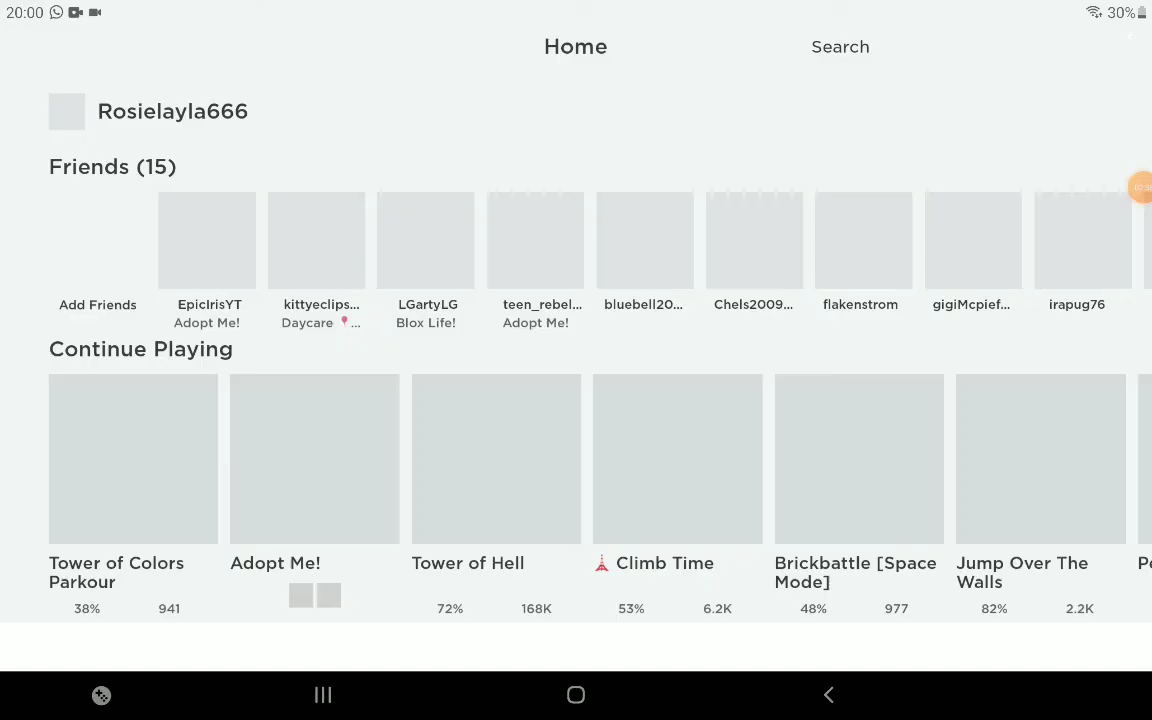 20:00 30%
Home Search
Rosielayla666
Friends (15)
Add Friends EpicIrisYT kittyeclips... LGartyLG teen_rebel... bluebell20... Chels2009... flakenstrom gigiMcpief... irapug76
Adopt Me! Daycare 📍... Blox Life! Adopt Me!
Continue Playing
Tower of Colors Adopt Me! Tower of Hell 🗼 Climb Time Brickbattle [Space Jump Over The
Parkour Mode] Walls
38% 941 72% 168K 53% 6.2K 48% 977 82% 2.2K